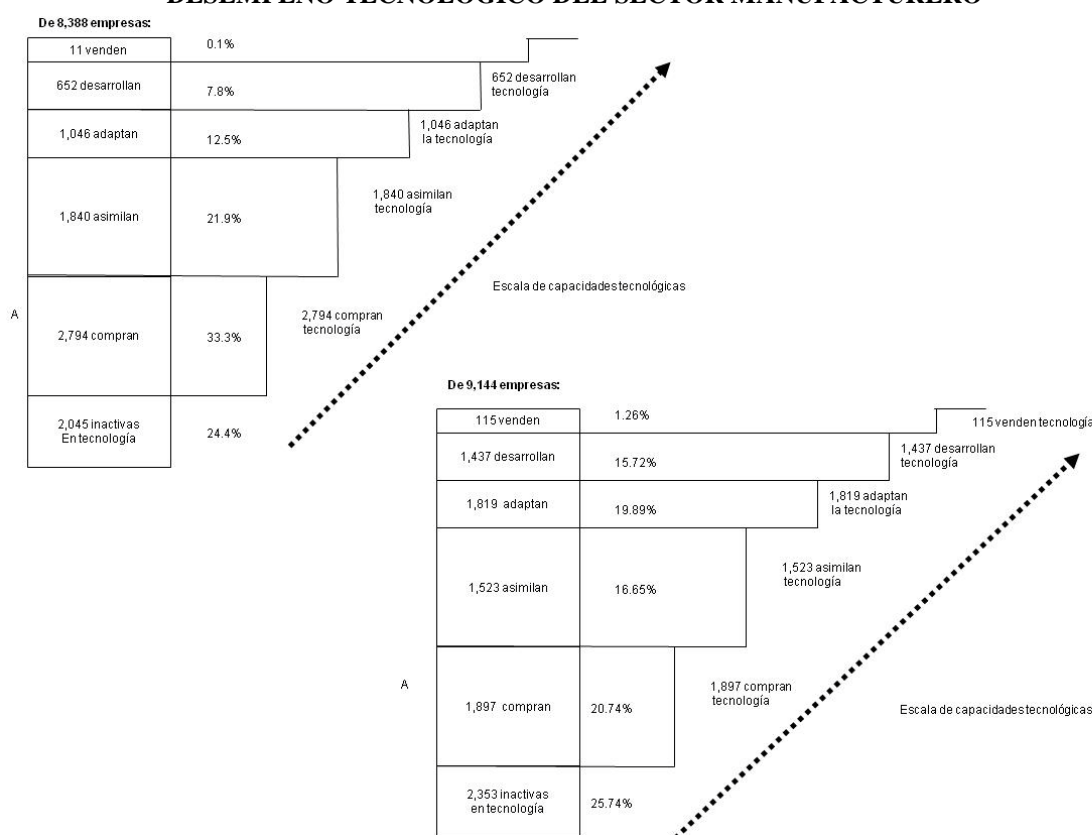 DESEMPEÑO TECNOLÓGICO DEL SECTOR MANUFACTURERO
De 8,388 empresas:
11 venden
0.1%
652 desarrollan
7.8%
652 desarrollan
tecnología
1,046 adaptan
12.5%
1,046 adaptan
la tecnología
1,840 asimilan
21.9%
1,840 asimilan
tecnología
Escala de capacidades tecnológicas
A
2,794 compran
33.3%
2,794 compran
tecnología
2,045 inactivas
En tecnología
24.4%
De 9,144 empresas:
115 venden
1.26%
115 venden tecnología
1,437 desarrollan
15.72%
1,437 desarrollan
tecnología
1,819 adaptan
19.89%
1,819 adaptan
la tecnología
1,523 asimilan
16.65%
1,523 asimilan
tecnología
A
1,897 compran
20.74%
1,897 compran
tecnología
Escala de capacidades tecnológicas
2,353 inactivas
en tecnología
25.74%